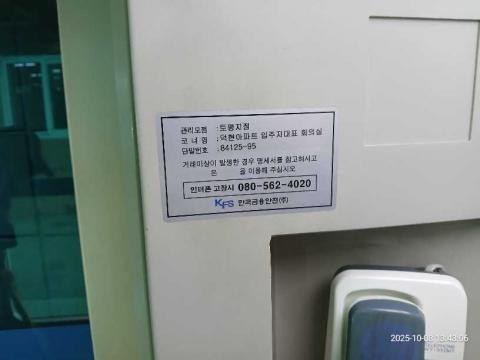 관리모점 : 도평지점
코 너 명 : 덕현아파트 입주자대표 회의실
단말번호 : 84125-95
거래이상이 발생한 경우 명세서를 참고하시고
은 을 이용해 주십시오
인터폰 고장시 080-562-4020
KFS 한국금융안전(주)
2025-10-08 13:43:06